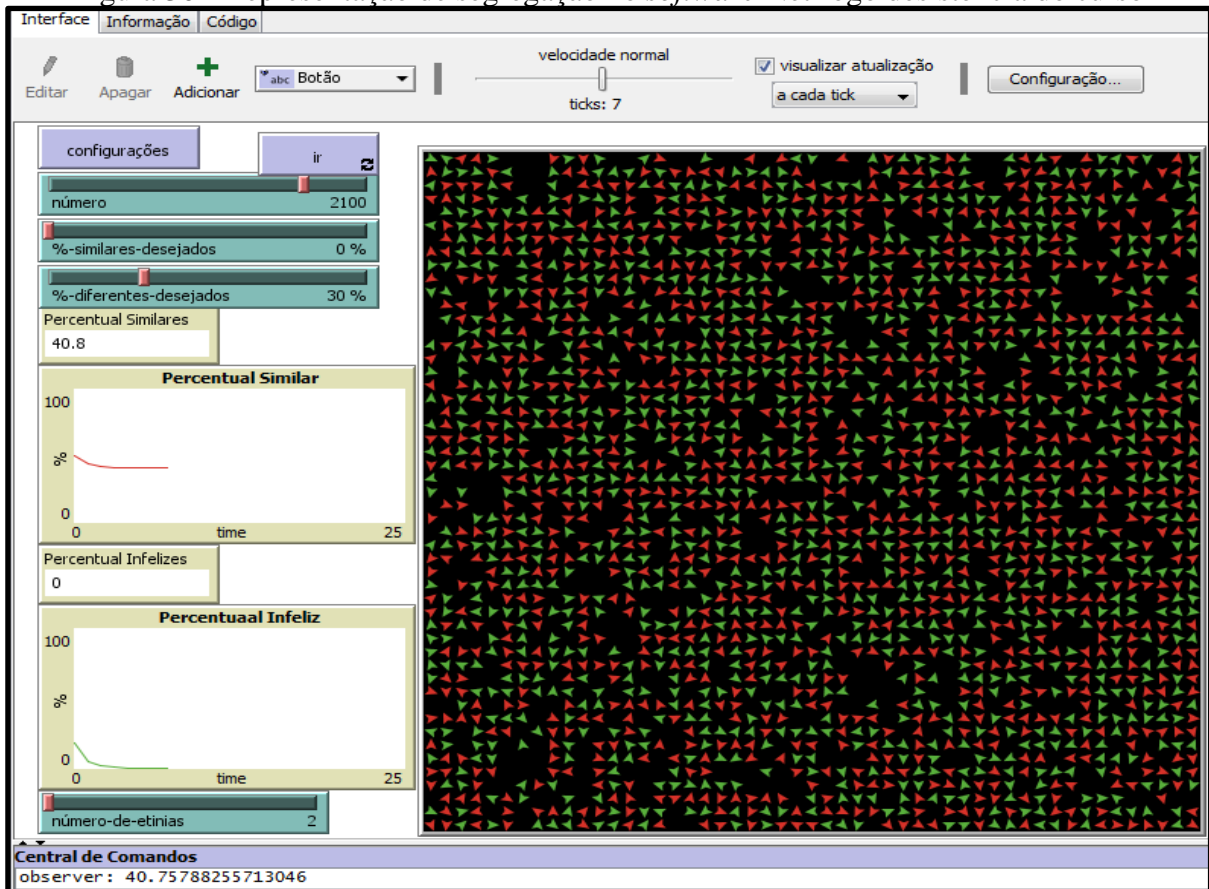 Interface Informação Código
velocidade normal
Editar Apagar Adicionar abc Botão
ticks: 7
visualizar atualização
a cada tick
Configuração...
configurações
ir
número 2100
%-similares-desejados 0 %
%-diferentes-desejados 30 %
Percentual Similares
40.8
Percentual Similar
100
%
0
0 time 25
Percentual Infelizes
0
Percentuaal Infeliz
100
%
0
0 time 25
número-de-etinias 2
Central de Comandos
observer: 40.75788255713046